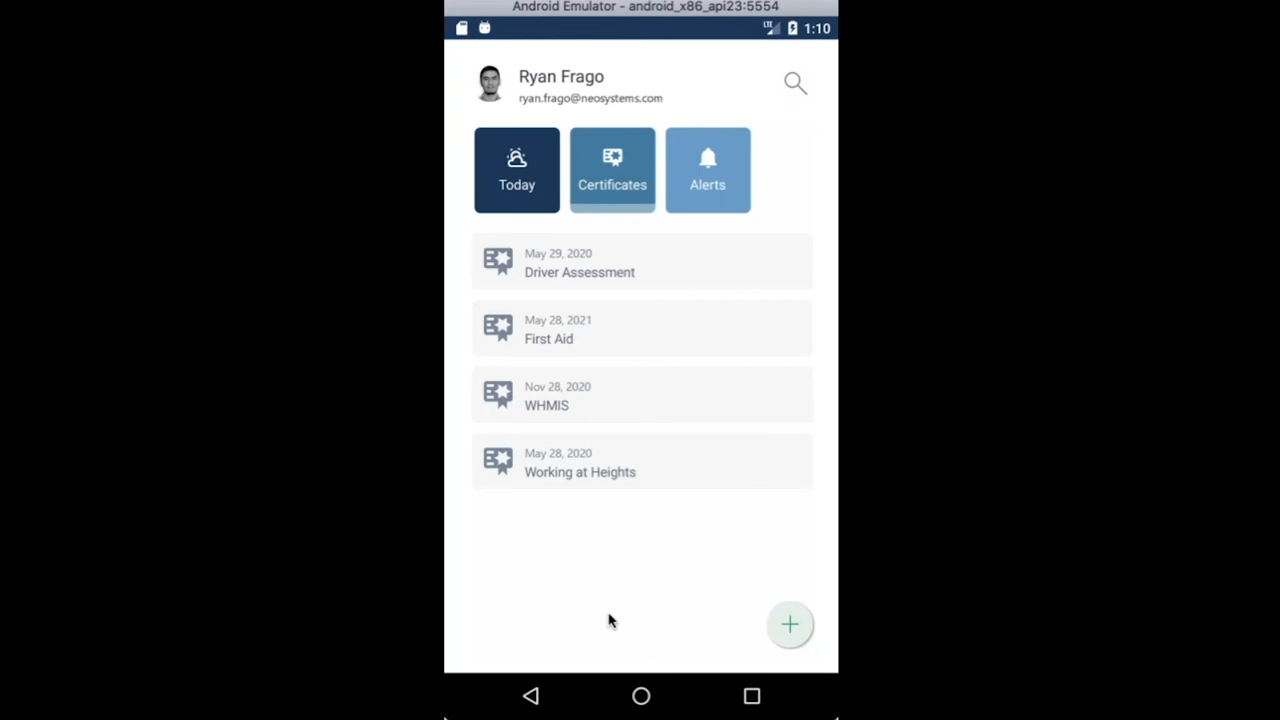 Android Emulator - android_x86_api23:5554
LTE 1:10
Ryan Frago
ryan.frago@neosystems.com
Today
Certificates
Alerts
May 29, 2020
Driver Assessment
May 28, 2021
First Aid
Nov 28, 2020
WHMIS
May 28, 2020
Working at Heights